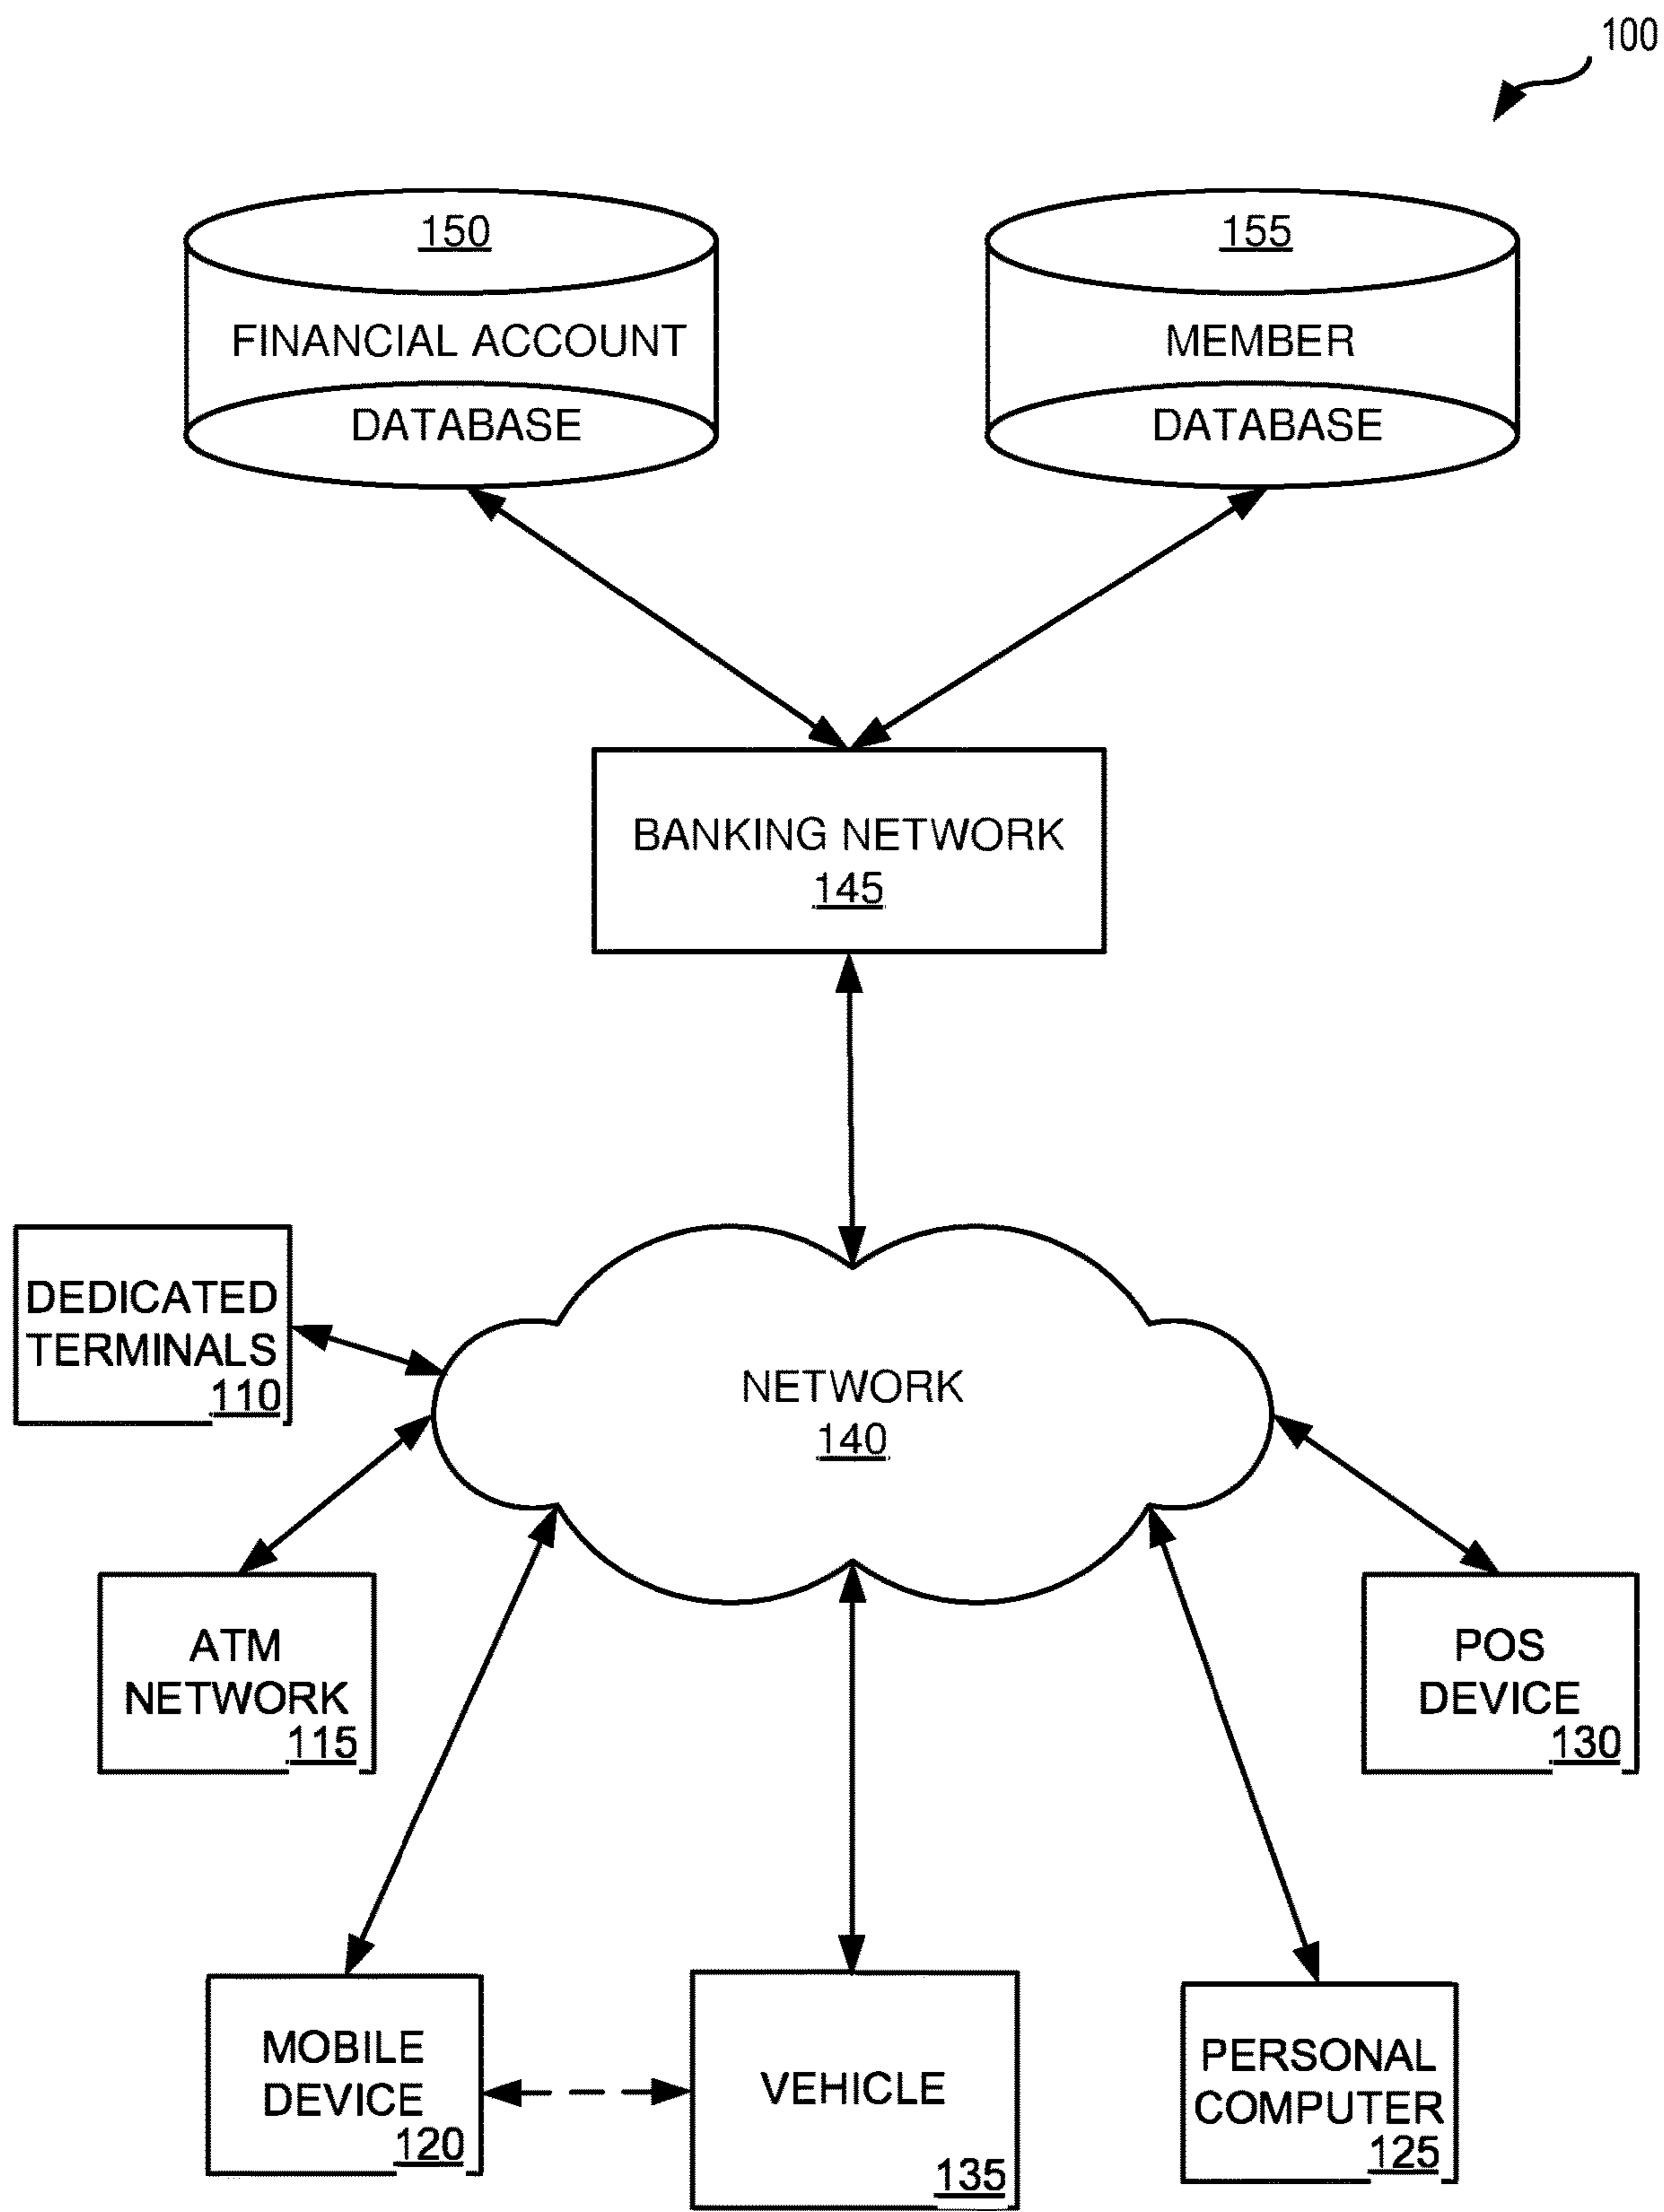 100
150
FINANCIAL ACCOUNT
DATABASE
155
MEMBER
DATABASE
BANKING NETWORK
145
DEDICATED
TERMINALS
110
NETWORK
140
ATM
NETWORK
115
POS
DEVICE
130
MOBILE
DEVICE
120
VEHICLE
135
PERSONAL
COMPUTER
125